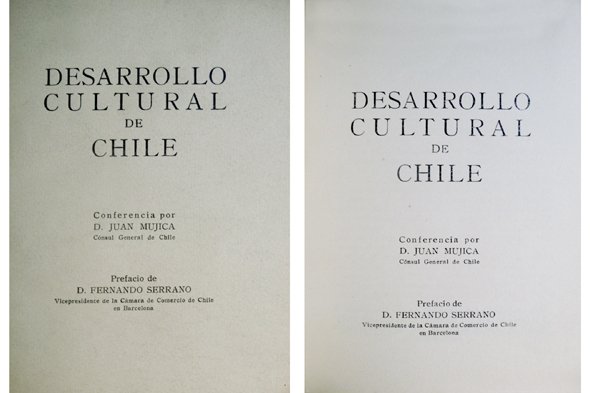 DESARROLLO
CULTURAL
DE
CHILE
Conferencia por
D. JUAN MUJICA
Cónsul General de Chile
Prefacio de
D. FERNANDO SERRANO
Vicepresidente de la Cámara de Comercio de Chile
en Barcelona
DESARROLLO
CULTURAL
DE
CHILE
Conferencia por
D. JUAN MUJICA
Cónsul General de Chile
Prefacio de
D. FERNANDO SERRANO
Vicepresidente de la Cámara de Comercio de Chile
en Barcelona